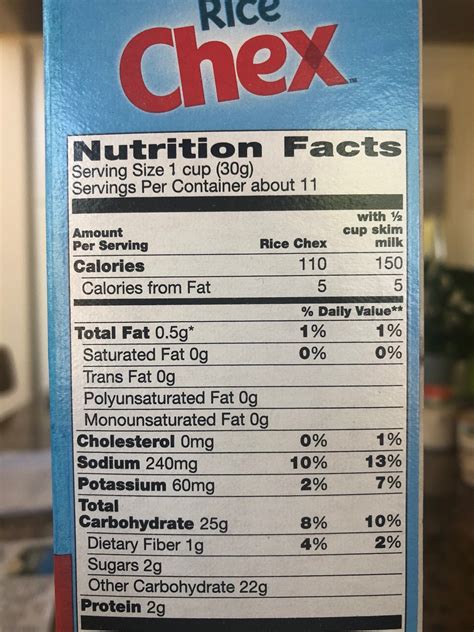 Rice
Chex™
Nutrition Facts
Serving Size 1 cup (30g)
Servings Per Container about 11
Amount Per Serving Rice Chex with ½ cup skim milk
Calories 110 150
Calories from Fat 5 5
% Daily Value**
Total Fat 0.5g* 1% 1%
Saturated Fat 0g 0% 0%
Trans Fat 0g
Polyunsaturated Fat 0g
Monounsaturated Fat 0g
Cholesterol 0mg 0% 1%
Sodium 240mg 10% 13%
Potassium 60mg 2% 7%
Total
Carbohydrate 25g 8% 10%
Dietary Fiber 1g 4% 2%
Sugars 2g
Other Carbohydrate 22g
Protein 2g